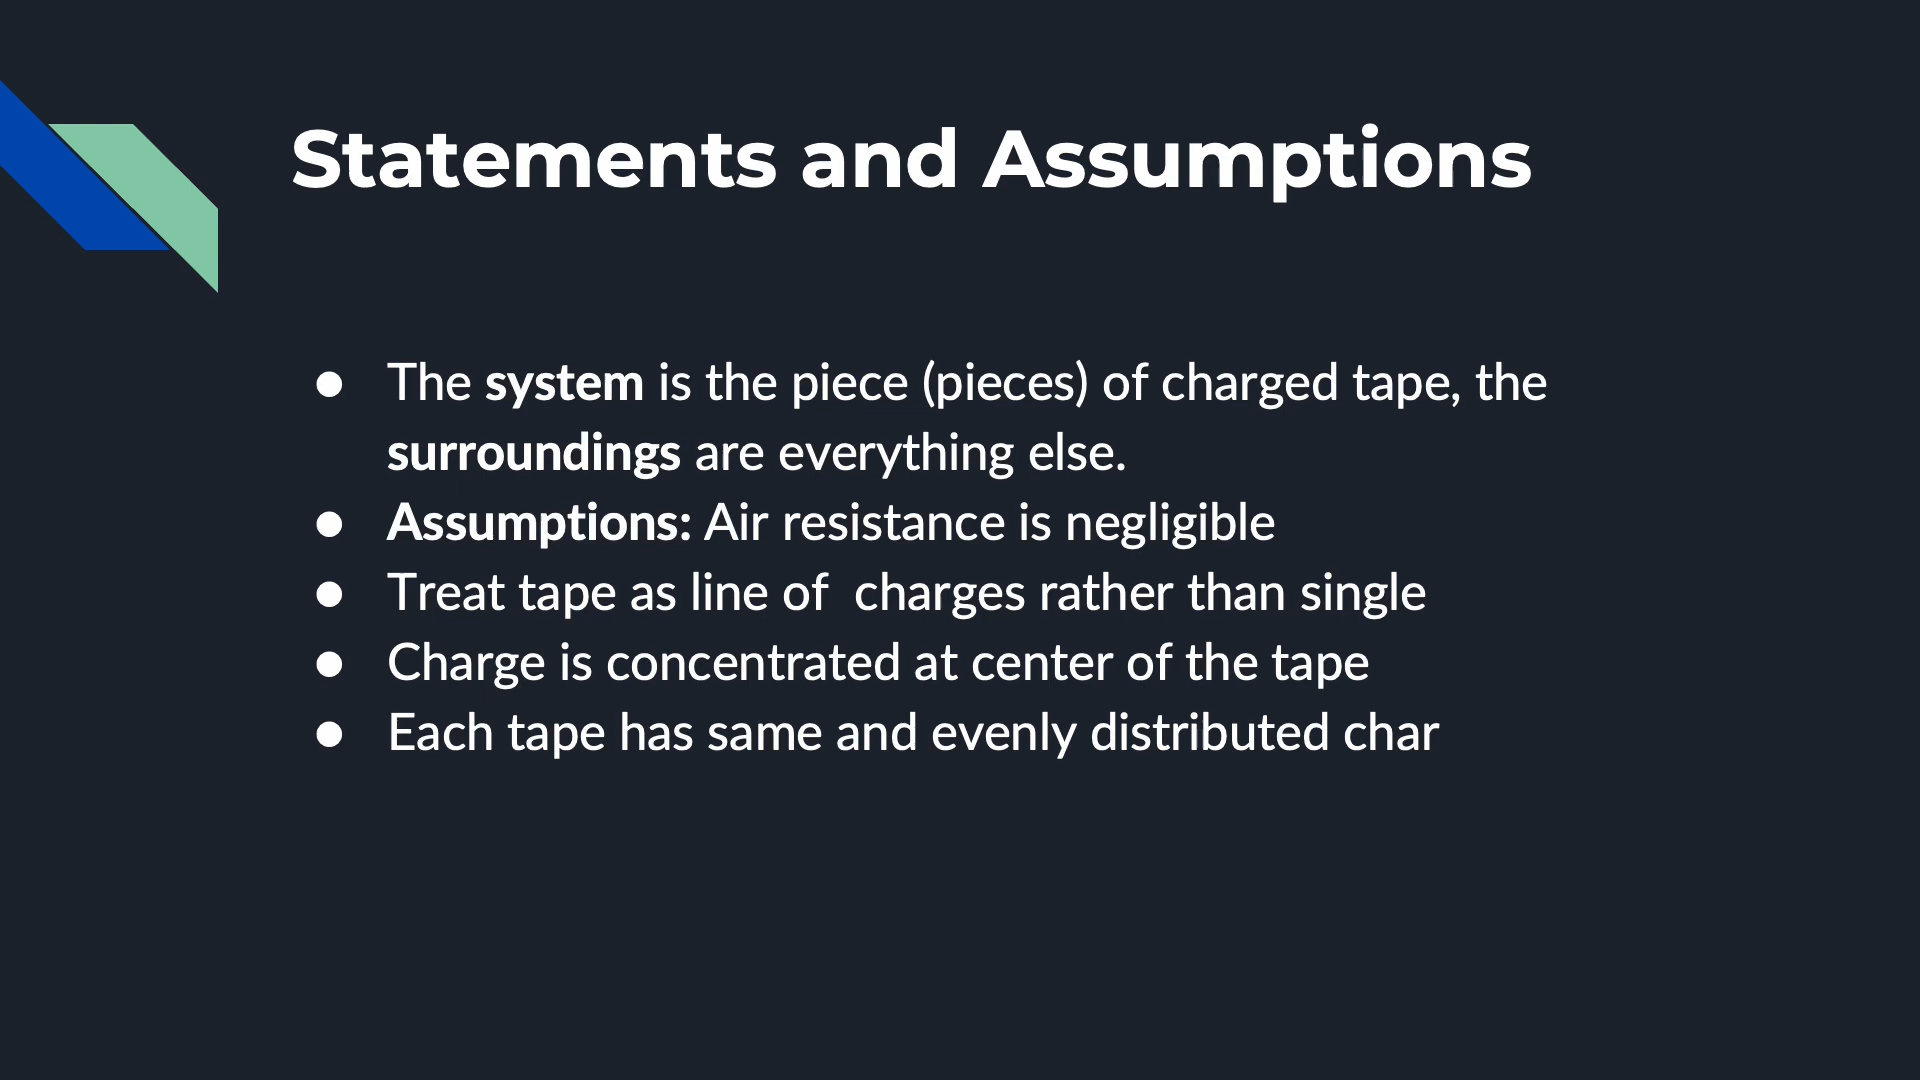 Statements and Assumptions
● The system is the piece (pieces) of charged tape, the
surroundings are everything else.
● Assumptions: Air resistance is negligible
● Treat tape as line of  charges rather than single
● Charge is concentrated at center of the tape
● Each tape has same and evenly distributed char